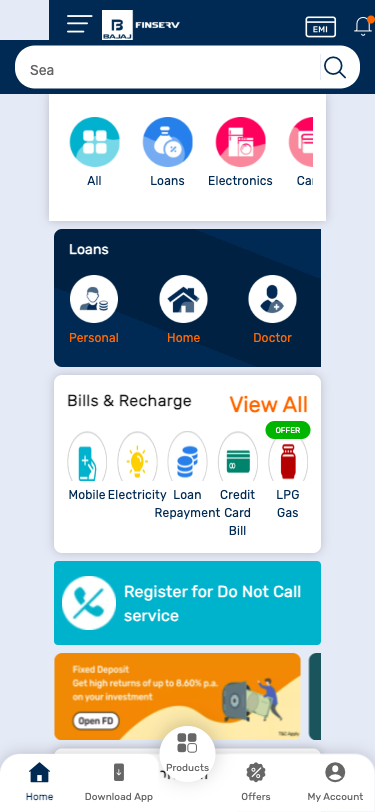 BAJAJ FINSERV
EMI
Sea
All Loans Electronics
Loans
Personal Home Doctor
Bills & Recharge View All
OFFER
Mobile Electricity Loan Repayment Credit Card Bill LPG Gas
Register for Do Not Call
service
Fixed Deposit
Get high returns of up to 8.60% p.a.
on your investment
Open FD
T&C Apply
Products
Home Download App Offers My Account